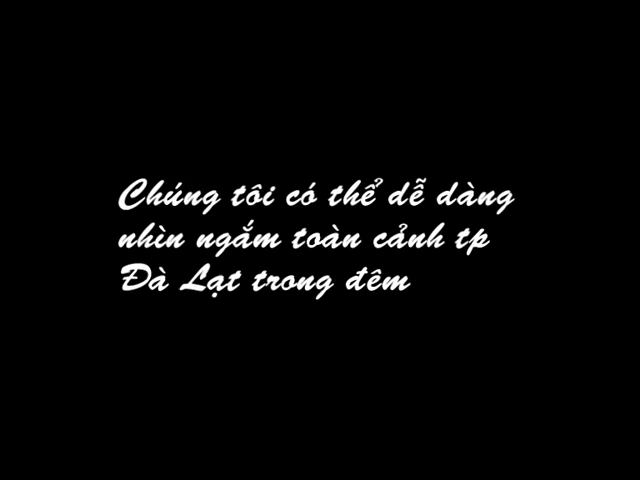 Chúng tôi có thể dễ dàng
nhìn ngắm toàn cảnh tp
Đà Lạt trong đêm